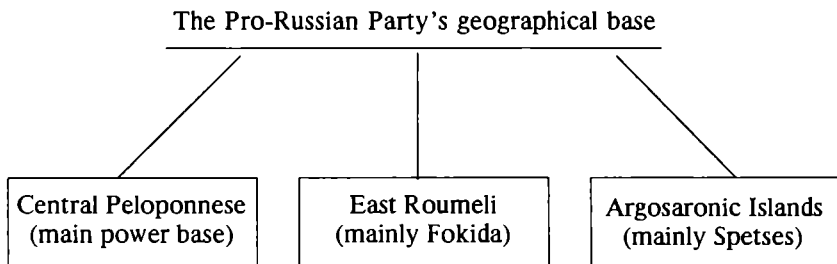 The Pro-Russian Party’s geographical base
Central Peloponnese
(main power base)
East Roumeli
(mainly Fokida)
Argosaronic Islands
(mainly Spetses)